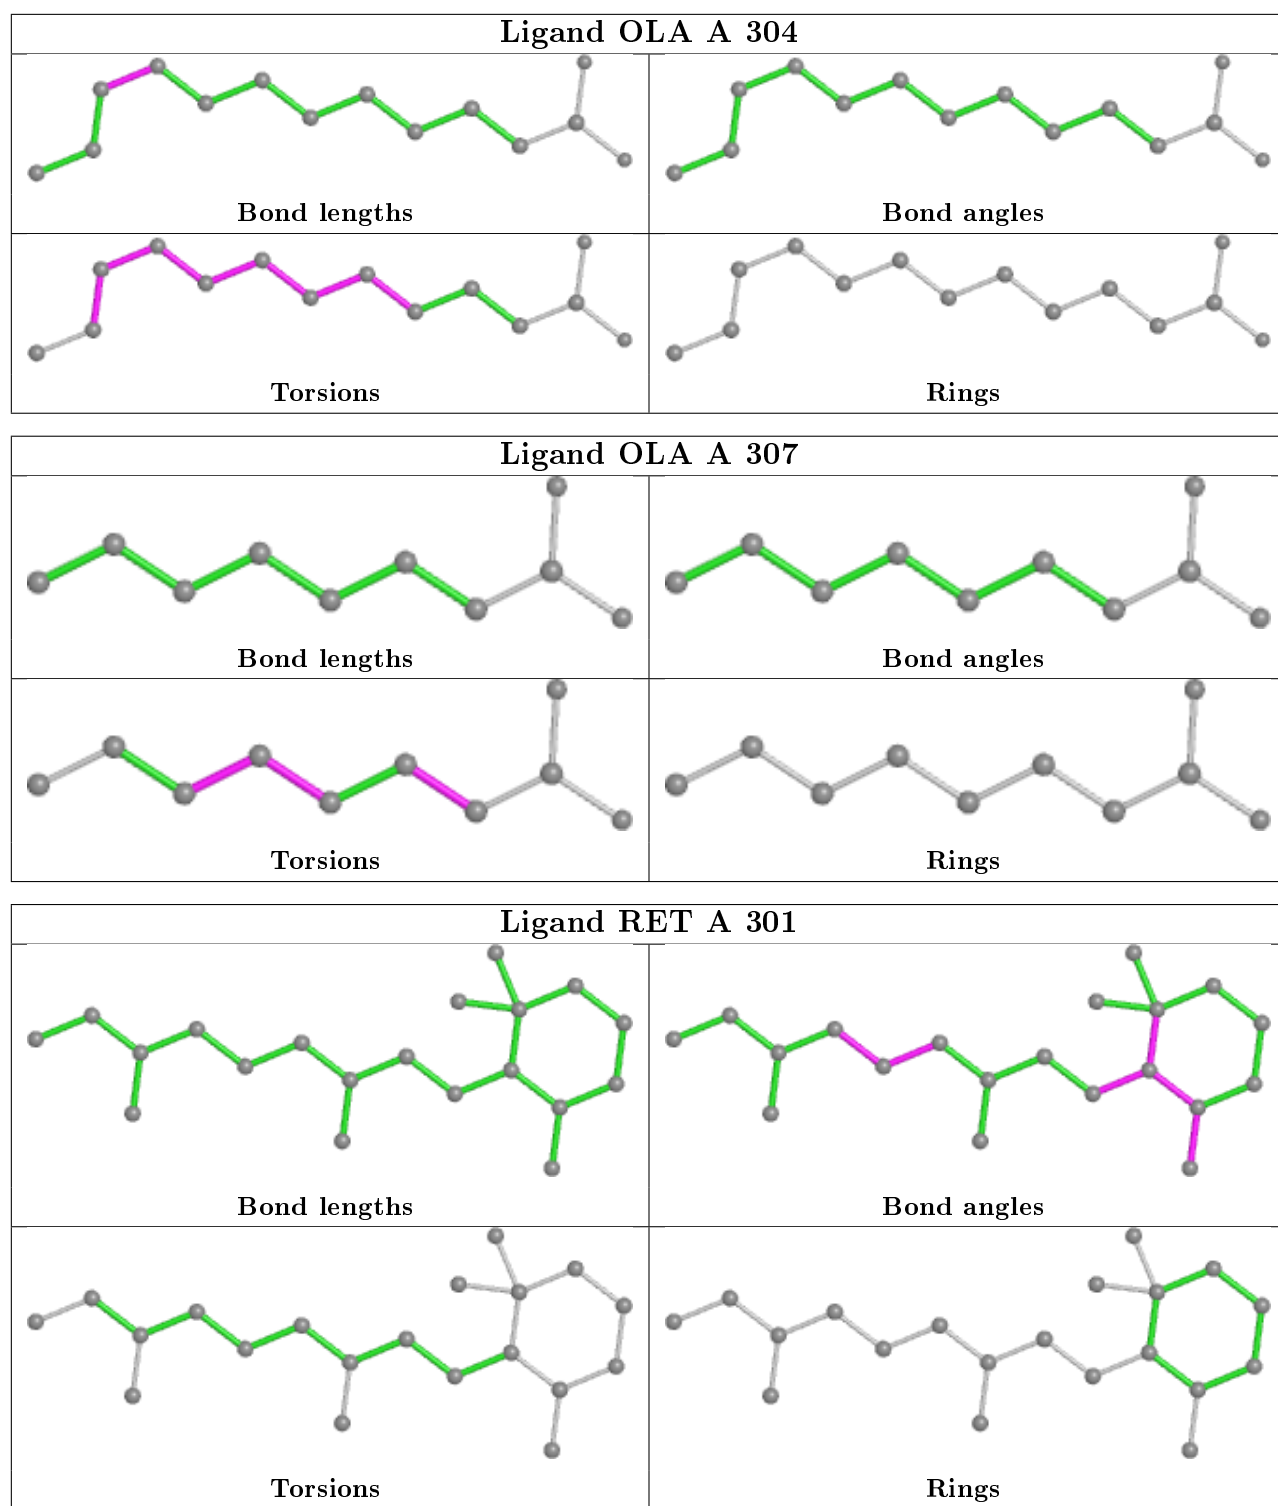 Ligand OLA A 304
Bond lengths
Bond angles
Torsions
Rings
Ligand OLA A 307
Bond lengths
Bond angles
Torsions
Rings
Ligand RET A 301
Bond lengths
Bond angles
Torsions
Rings